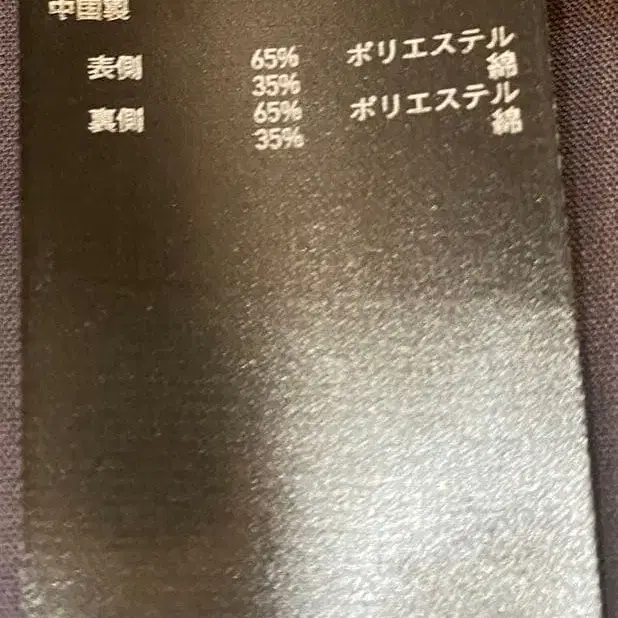 中国製
表側 65% ポリエステル
35% 綿
裏側 65% ポリエステル
35% 綿